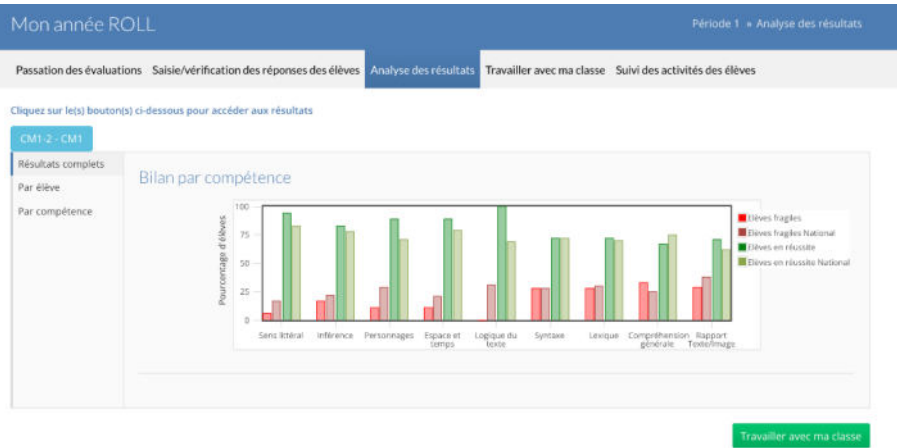 Mon année ROLL
Période 1 » Analyse des résultats
Passation des évaluations Saisie/vérification des réponses des élèves Analyse des résultats Travailler avec ma classe Suivi des activités des élèves
Cliquez sur le(s) bouton(s) ci-dessous pour accéder aux résultats
CM1-2 - CM1
Résultats complets
Par élève
Par compétence
Bilan par compétence
Pourcentage d'élèves
100
75
50
25
0
Sens littéral
Inférence
Personnages
Espace et
temps
Logique du
texte
Syntaxe
Lexique
Compréhension
générale
Rapport
Texte/Image
Elèves fragiles
Elèves fragiles National
Elèves en réussite
Elèves en réussite National
Travailler avec ma classe